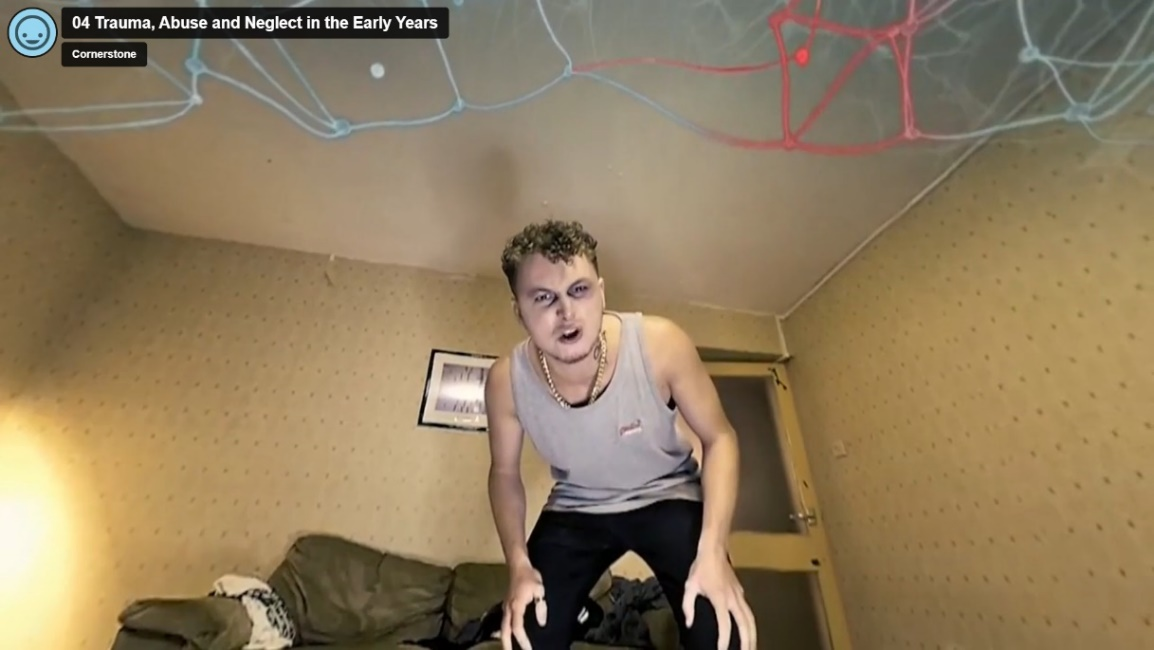 04 Trauma, Abuse and Neglect in the Early Years
Cornerstone